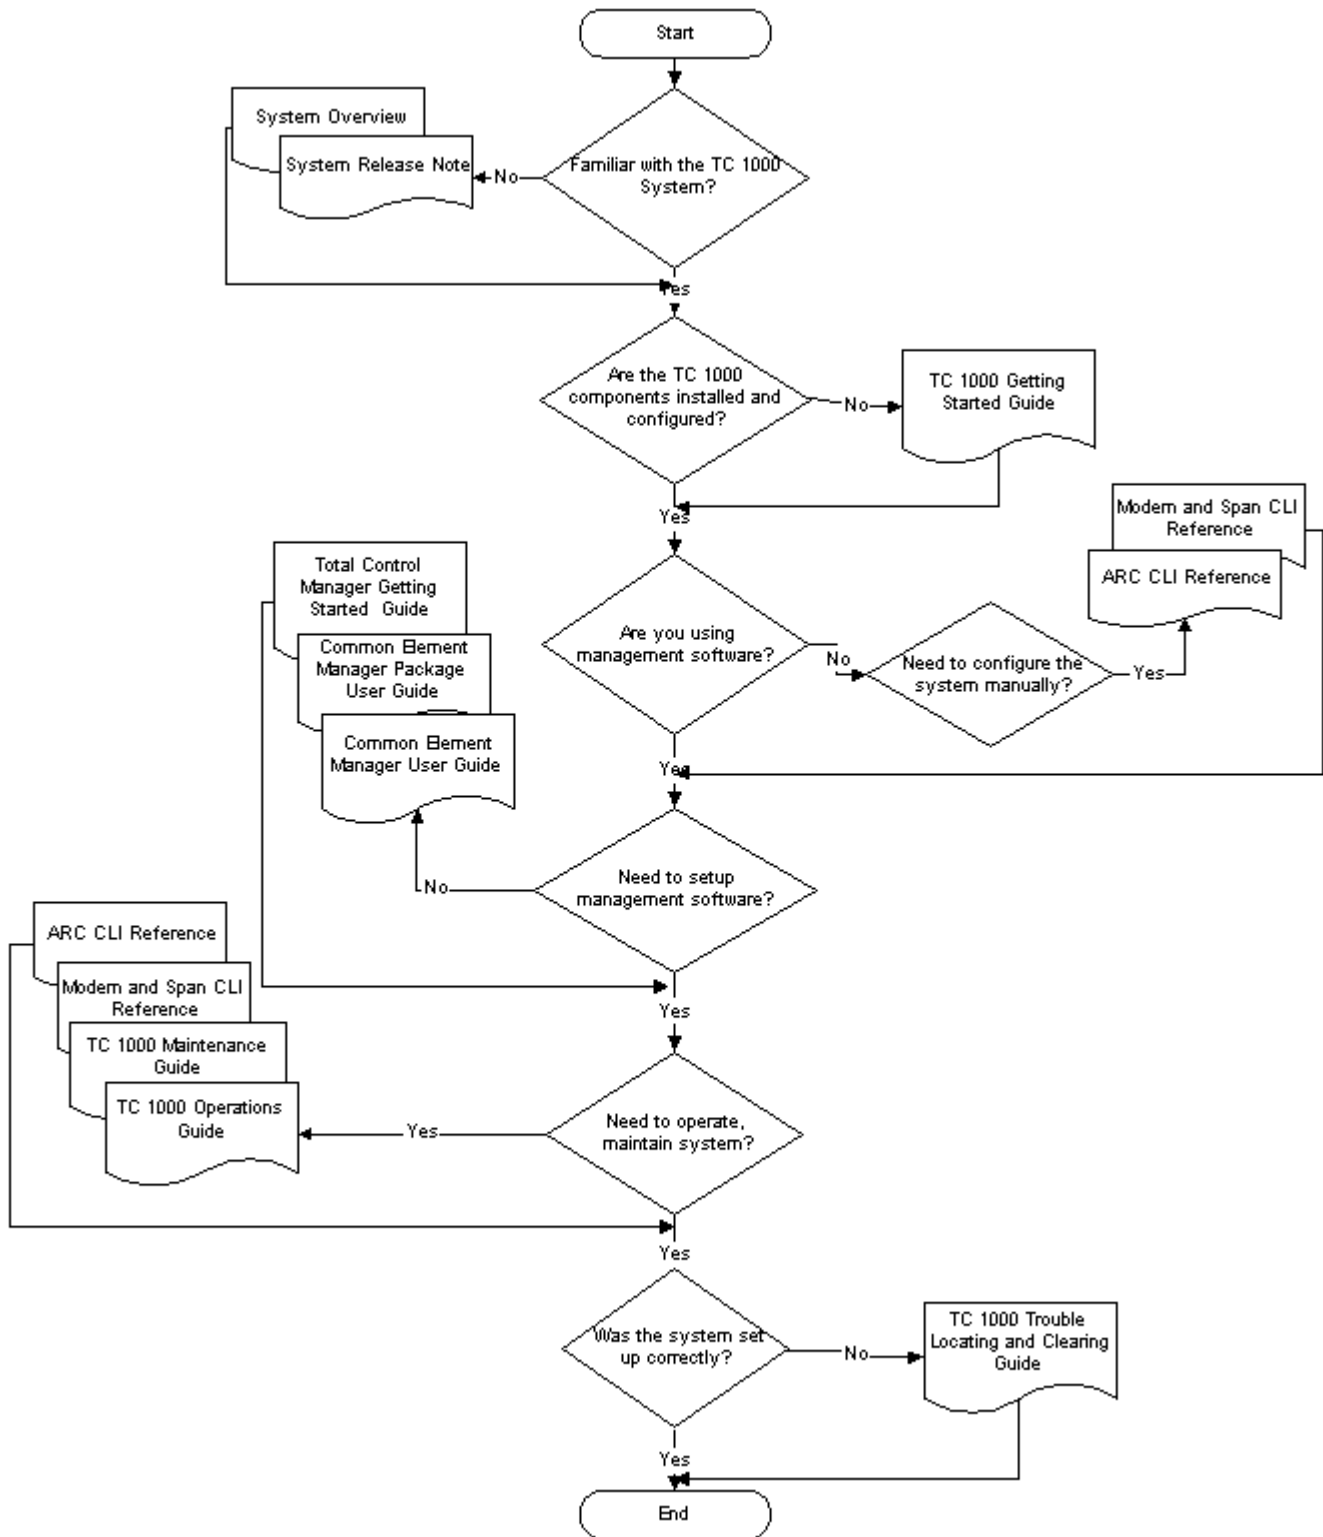 Start
System Overview
System Release Note
No
Familiar with the TC 1000
System?
Yes
Are the TC 1000
components installed and
configured?
No
TC 1000 Getting
Started Guide
Yes
Modem and Span CLI
Reference
ARC CLI Reference
Total Control
Manager Getting
Started Guide
Common Element
Manager Package
User Guide
Common Element
Manager User Guide
Are you using
management software?
No
Need to configure the
system manually?
Yes
Yes
Need to setup
management software?
No
Yes
ARC CLI Reference
Modem and Span CLI
Reference
TC 1000 Maintenance
Guide
TC 1000 Operations
Guide
Yes
Need to operate,
maintain system?
Yes
Was the system set
up correctly?
No
TC 1000 Trouble
Locating and Clearing
Guide
Yes
End